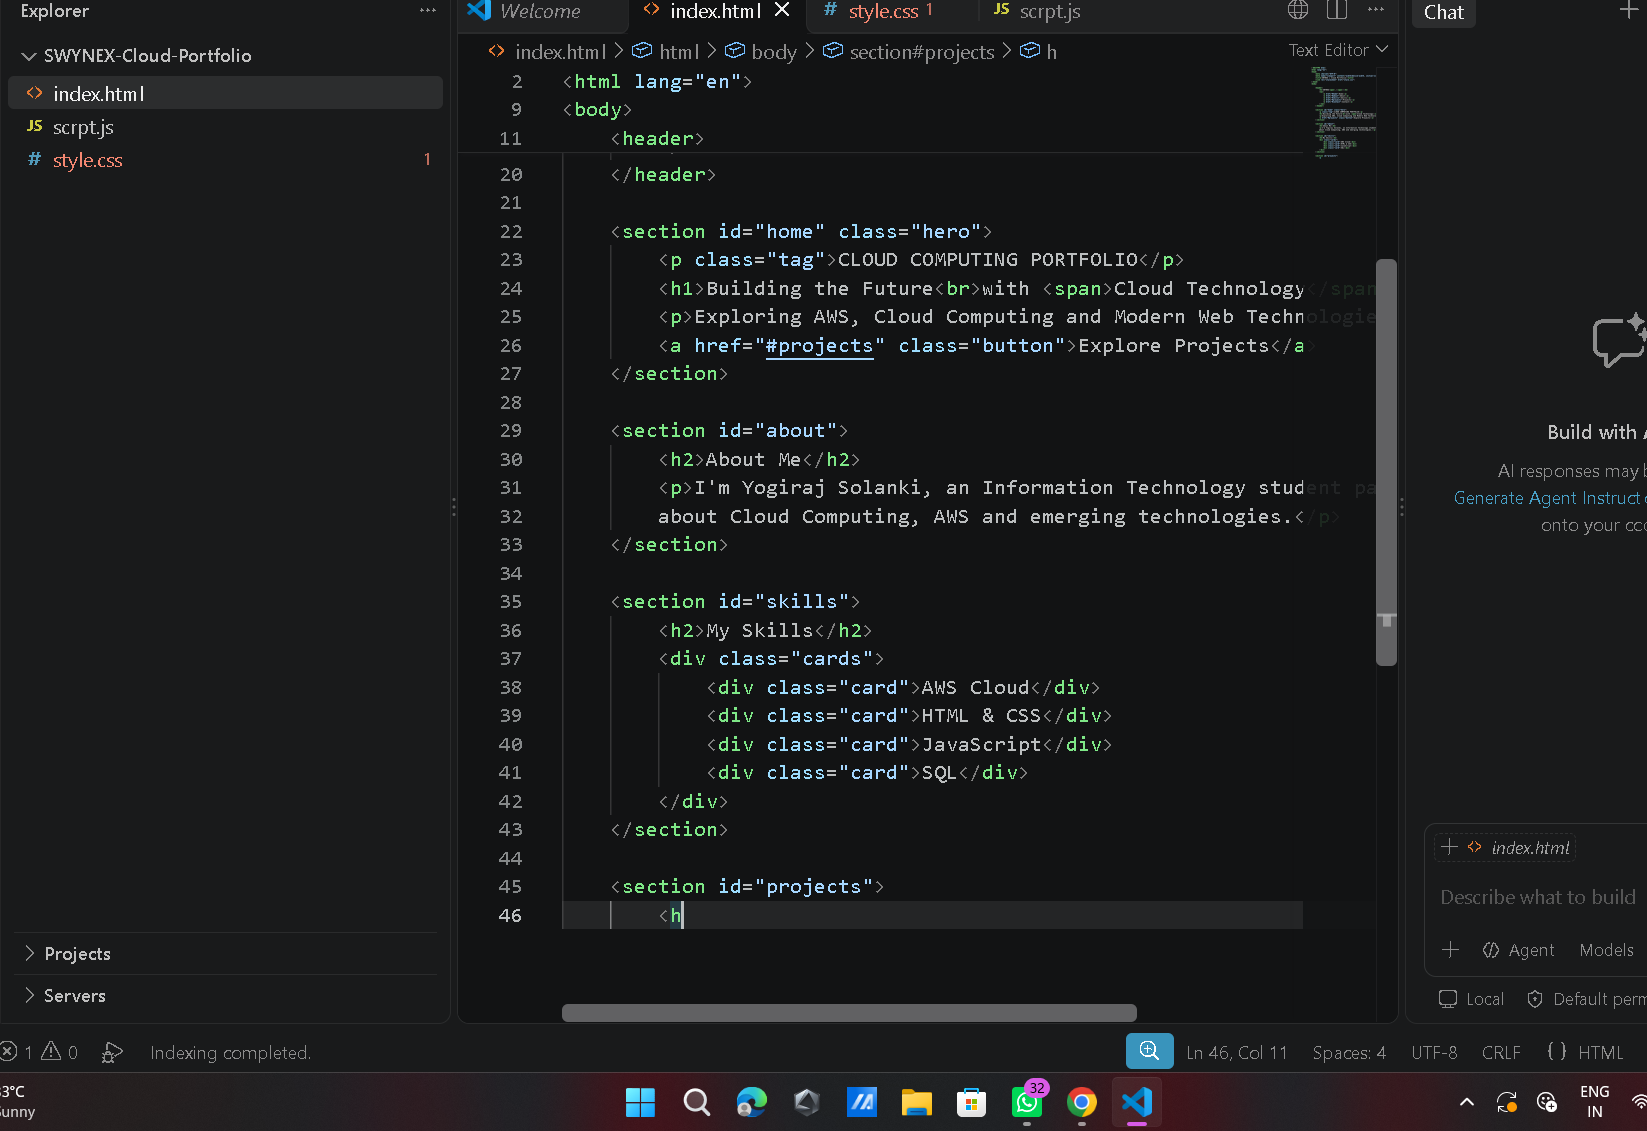 Explorer
SWYNEX-Cloud-Portfolio
index.html
JS scrpt.js
# style.css 1
Projects
Servers
Welcome
index.html
# style.css 1
JS scrpt.js
index.html > html > body > section#projects > h
Text Editor
2 <html lang="en">
9 <body>
11 <header>
20 </header>
21
22 <section id="home" class="hero">
23 <p class="tag">CLOUD COMPUTING PORTFOLIO</p>
24 <h1>Building the Future<br>with <span>Cloud Technology</span
25 <p>Exploring AWS, Cloud Computing and Modern Web Technologie
26 <a href="#projects" class="button">Explore Projects</a>
27 </section>
28
29 <section id="about">
30 <h2>About Me</h2>
31 <p>I'm Yogiraj Solanki, an Information Technology student pa
32 about Cloud Computing, AWS and emerging technologies.</p>
33 </section>
34
35 <section id="skills">
36 <h2>My Skills</h2>
37 <div class="cards">
38 <div class="card">AWS Cloud</div>
39 <div class="card">HTML & CSS</div>
40 <div class="card">JavaScript</div>
41 <div class="card">SQL</div>
42 </div>
43 </section>
44
45 <section id="projects">
46 <h
Chat
Build with
AI responses may
Generate Agent Instruct
onto your
index.html
Describe what to build
Agent Models
Local Default perm
1 0 Indexing completed.
Ln 46, Col 11 Spaces: 4 UTF-8 CRLF {} HTML
3°C
unny
32
ENG
IN